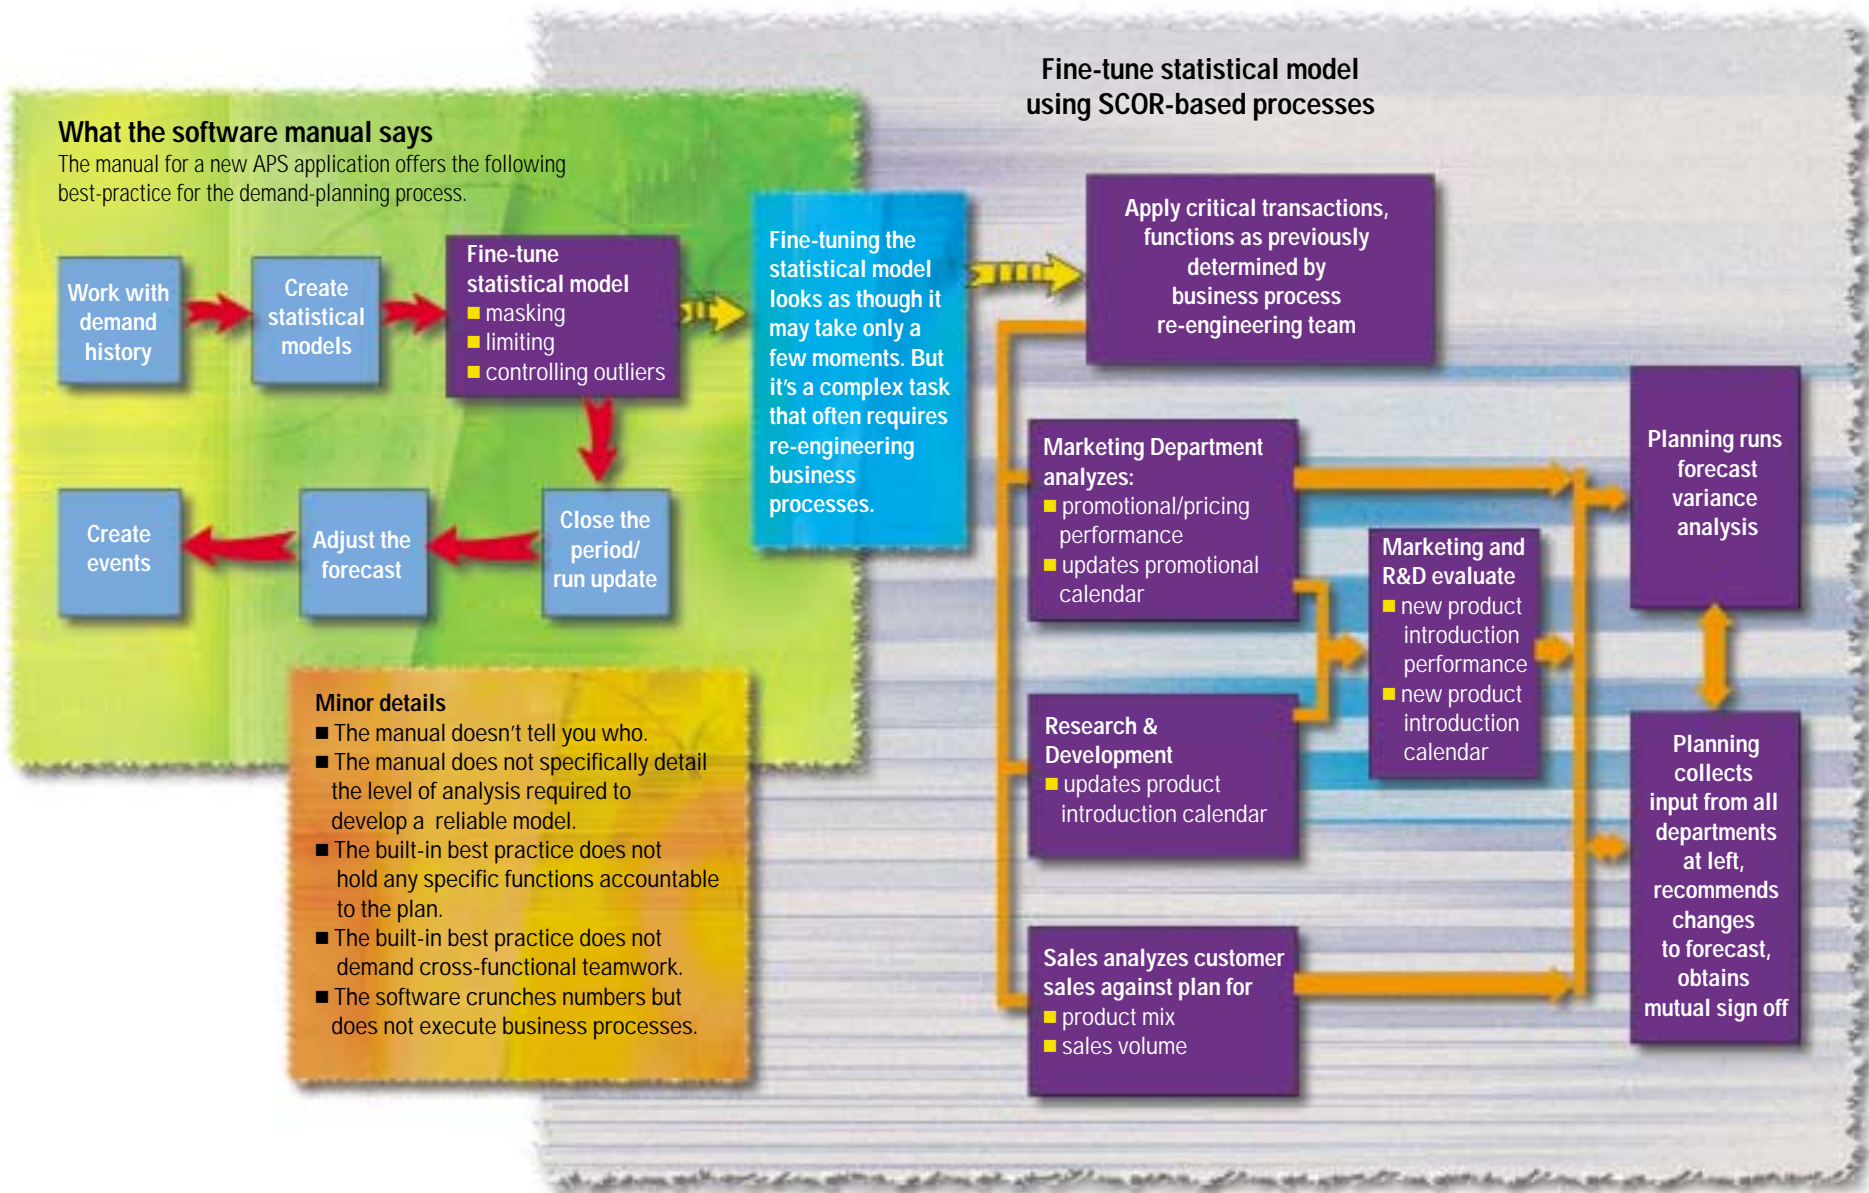 What the software manual says
The manual for a new APS application offers the following
best-practice for the demand-planning process.
Work with
demand
history
Create
statistical
models
Fine-tune
statistical model
■ masking
■ limiting
■ controlling outliers
Close the
period/
run update
Adjust the
forecast
Create
events
Minor details
■ The manual doesn't tell you who.
■ The manual does not specifically detail
the level of analysis required to
develop a reliable model.
■ The built-in best practice does not
hold any specific functions accountable
to the plan.
■ The built-in best practice does not
demand cross-functional teamwork.
■ The software crunches numbers but
does not execute business processes.
Fine-tuning the
statistical model
looks as though it
may take only a
few moments. But
it's a complex task
that often requires
re-engineering
business
processes.
Fine-tune statistical model
using SCOR-based processes
Apply critical transactions,
functions as previously
determined by
business process
re-engineering team
Marketing Department
analyzes:
■ promotional/pricing
performance
■ updates promotional
calendar
Research &
Development
■ updates product
introduction calendar
Sales analyzes customer
sales against plan for
■ product mix
■ sales volume
Marketing and
R&D evaluate
■ new product
introduction
performance
■ new product
introduction
calendar
Planning runs
forecast
variance
analysis
Planning
collects
input from all
departments
at left,
recommends
changes
to forecast,
obtains
mutual sign off